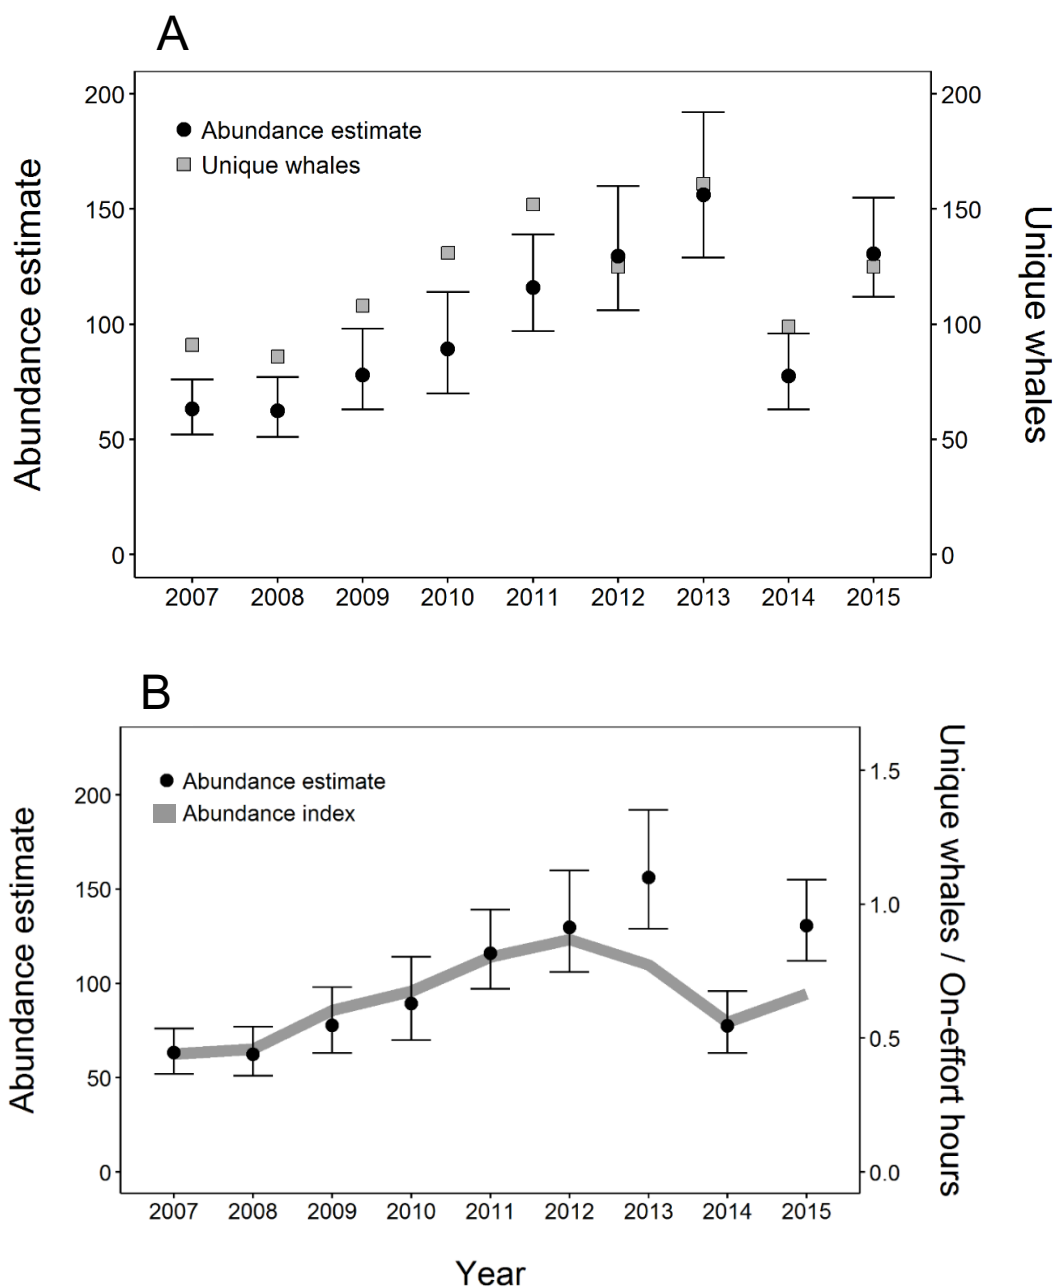 A
Abundance estimate
Unique whales
200
150
100
50
0
200
150
100
50
0
Abundance estimate
Unique whales
2007 2008 2009 2010 2011 2012 2013 2014 2015
B
Abundance estimate
Abundance index
200
150
100
50
0
1.5
1.0
0.5
0.0
Abundance estimate
Unique whales / On-effort hours
2007 2008 2009 2010 2011 2012 2013 2014 2015
Year